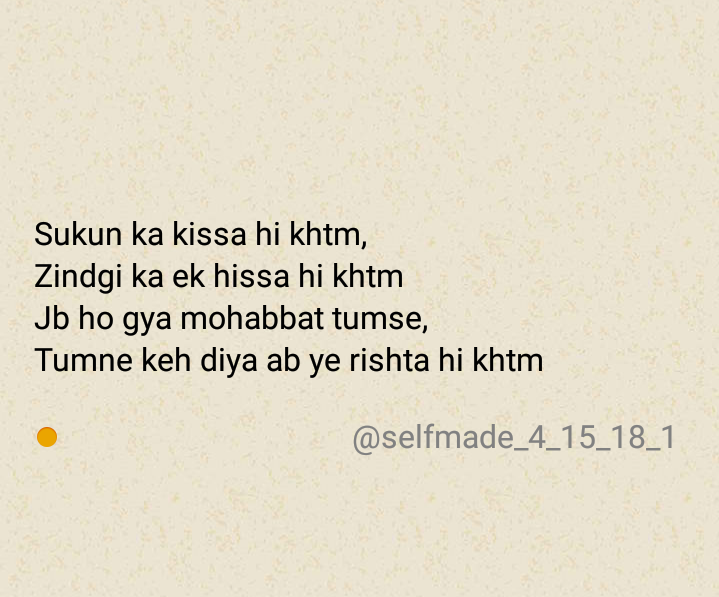 Sukun ka kissa hi khtm,
Zindgi ka ek hissa hi khtm
Jb ho gya mohabbat tumse,
Tumne keh diya ab ye rishta hi khtm
@selfmade_4_15_18_1